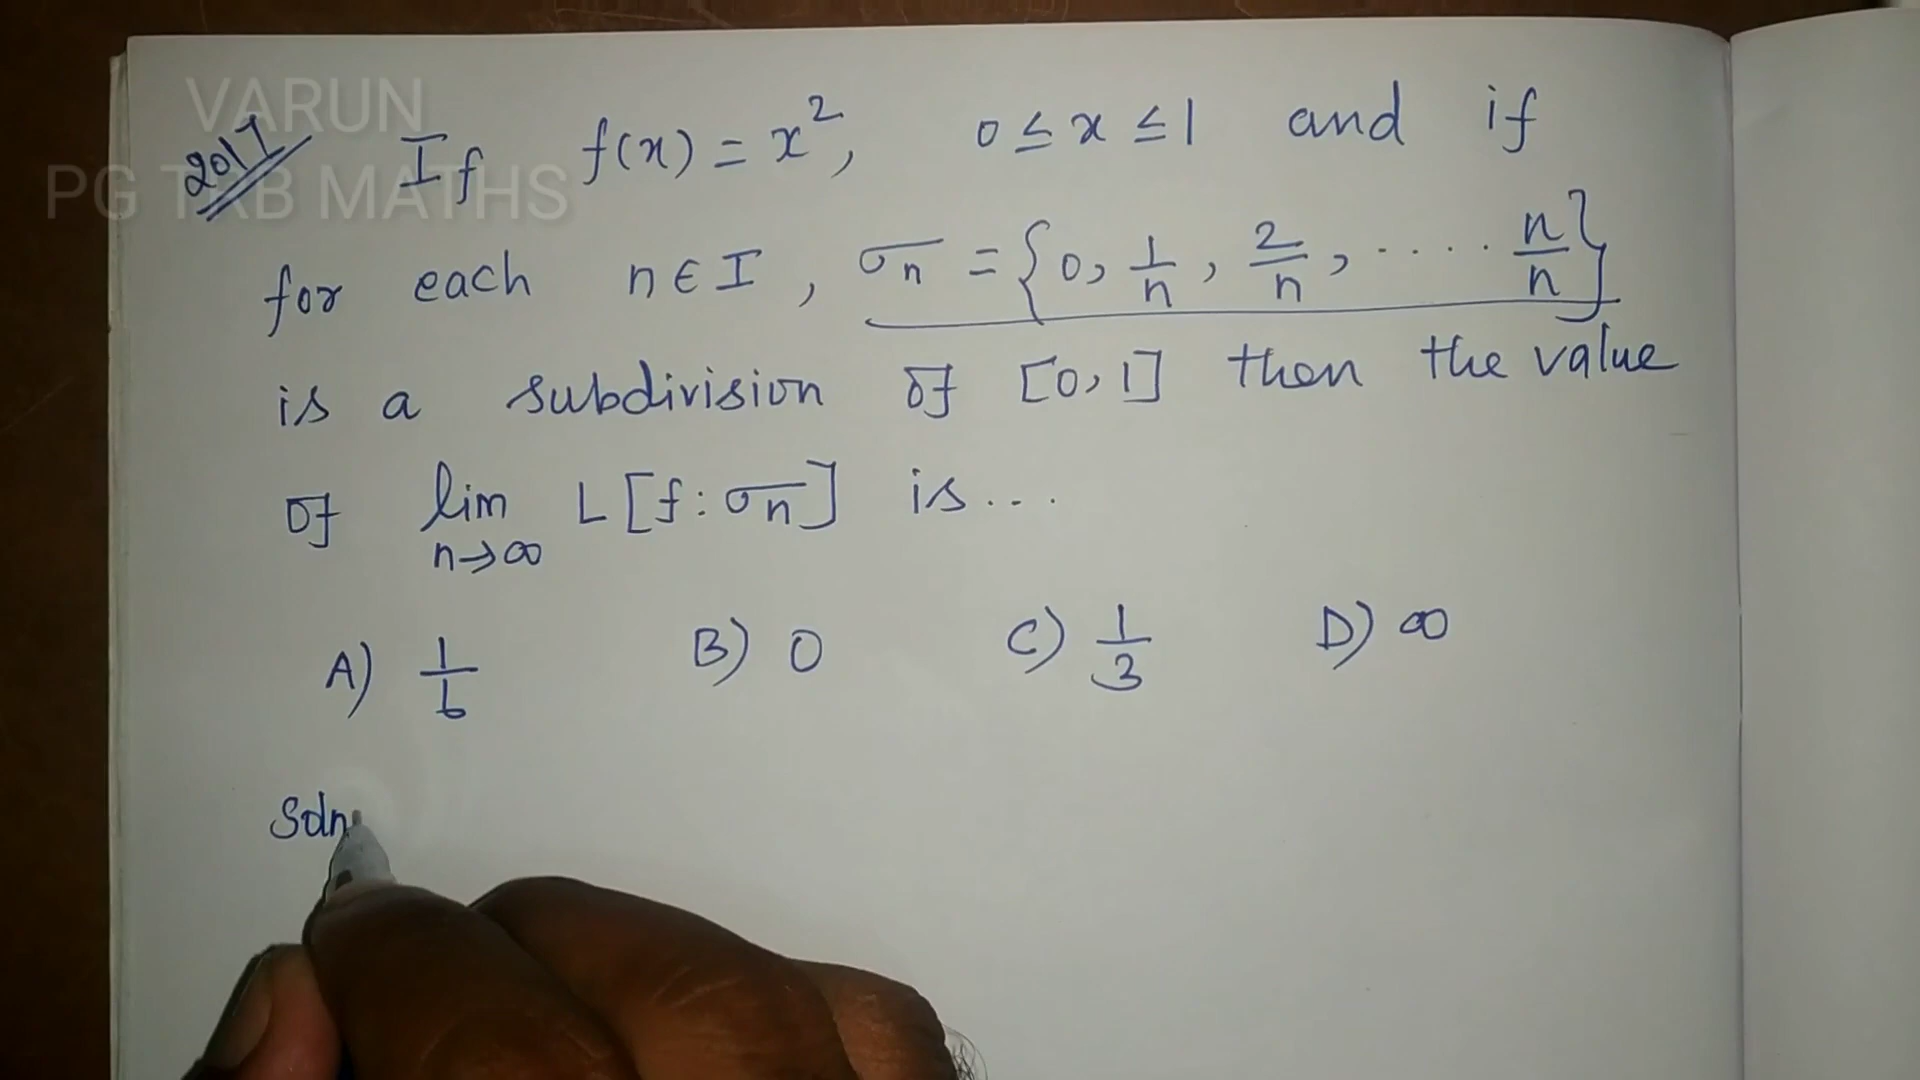 VARUN
PG TRB MATHS
2017 If f(x) = x², 0 ≤ x ≤ 1 and if
for each n ∈ I, σn = {0, 1/n, 2/n, ..... n/n}
is a subdivision of [0,1] then the value
of lim n→∞ L[f:σn] is...
A) 1/6 B) 0 C) 1/3 D) ∞
Soln